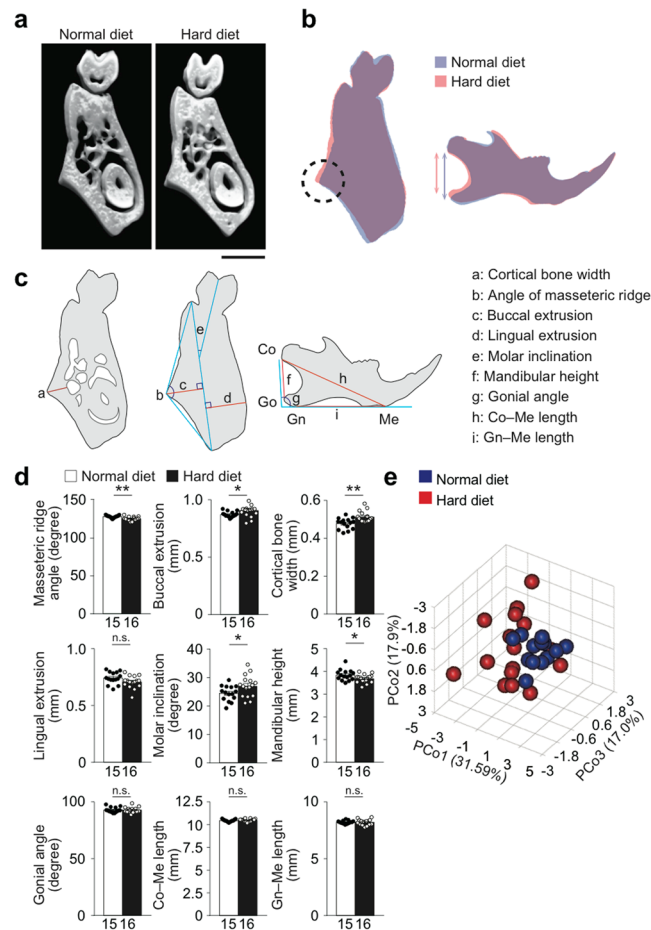 a
Normal diet
Hard diet
b
Normal diet
Hard diet
c
a
b
c
d
e
Co
Go
f
g
h
i
Gn
Me
a: Cortical bone width
b: Angle of masseteric ridge
c: Buccal extrusion
d: Lingual extrusion
e: Molar inclination
f: Mandibular height
g: Gonial angle
h: Co–Me length
i: Gn–Me length
d
Normal diet
Hard diet
Masseteric ridge
angle (degree)
150
100
50
0
**
15 16
Buccal extrusion
(mm)
1.0
0.5
0
*
15 16
Cortical bone
width (mm)
0.6
0.4
0.2
0
**
15 16
Lingual extrusion
(mm)
1.0
0.5
0
n.s.
15 16
Molar inclination
(degree)
40
30
20
10
0
*
15 16
Mandibular height
(mm)
5
4
3
2
1
0
*
15 16
Gonial angle
(degree)
100
50
0
n.s.
15 16
Co–Me length
(mm)
12.5
10
7.5
5
2.5
0
n.s.
15 16
Gn–Me length
(mm)
10
5
0
n.s.
15 16
e
Normal diet
Hard diet
PCo2 (17.9%)
-3
-1.8
-0.6
0.6
1.8
3
PCo1 (31.59%)
-5
-3
-1
1
3
5
PCo3 (17.0%)
-3
-1.8
-0.6
0.6
1.8
3